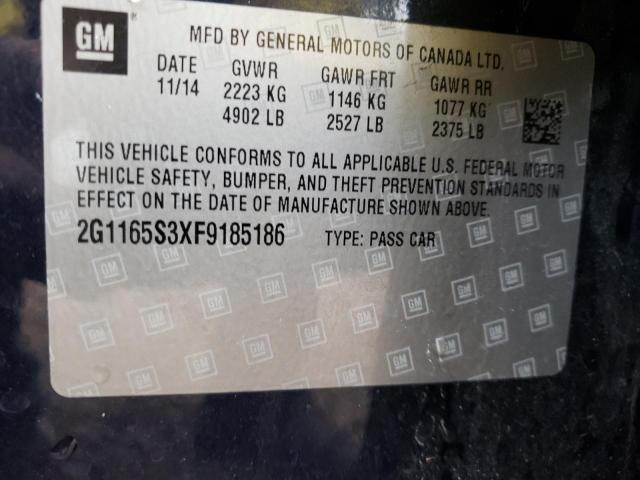 GM
MFD BY GENERAL MOTORS OF CANADA LTD.
DATE GVWR GAWR FRT GAWR RR
11/14 2223 KG 1146 KG 1077 KG
4902 LB 2527 LB 2375 LB
THIS VEHICLE CONFORMS TO ALL APPLICABLE U.S. FEDERAL MOTOR
VEHICLE SAFETY, BUMPER, AND THEFT PREVENTION STANDARDS IN
EFFECT ON THE DATE OF MANUFACTURE SHOWN ABOVE.
2G1165S3XF9185186 TYPE: PASS CAR